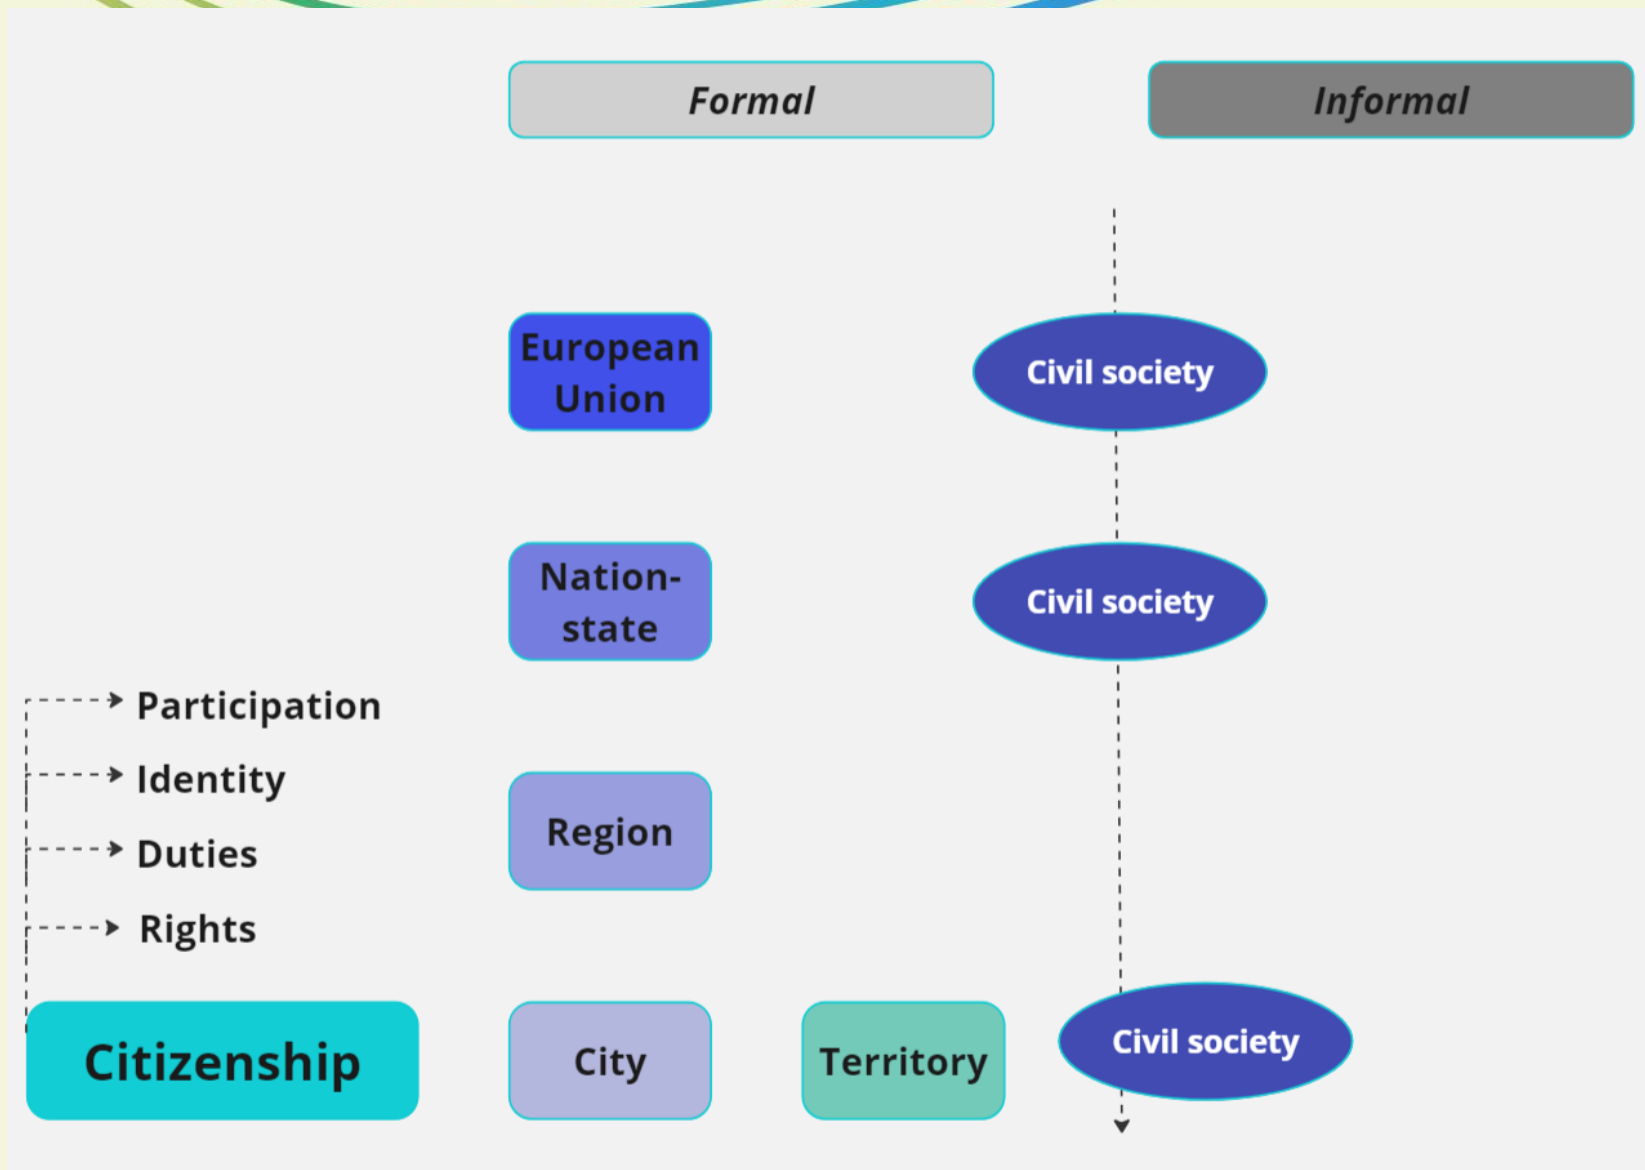 Formal
Informal
European
Union
Civil society
Nation-
state
Civil society
Participation
Identity
Duties
Rights
Region
Citizenship
City
Territory
Civil society